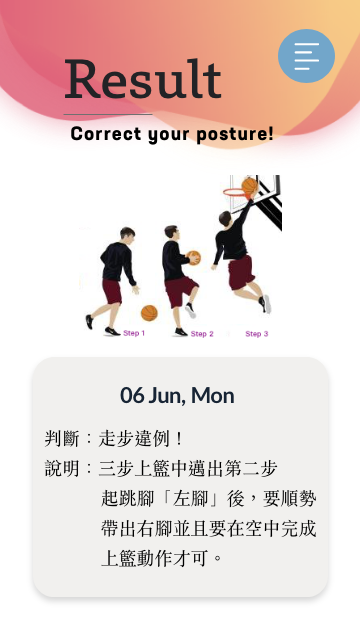 Result
Correct your posture!
Step 1 Step 2 Step 3
06 Jun, Mon
判斷：走步違例！
說明：三步上籃中邁出第二步
起跳腳「左腳」後，要順勢
帶出右腳並且要在空中完成
上籃動作才可。